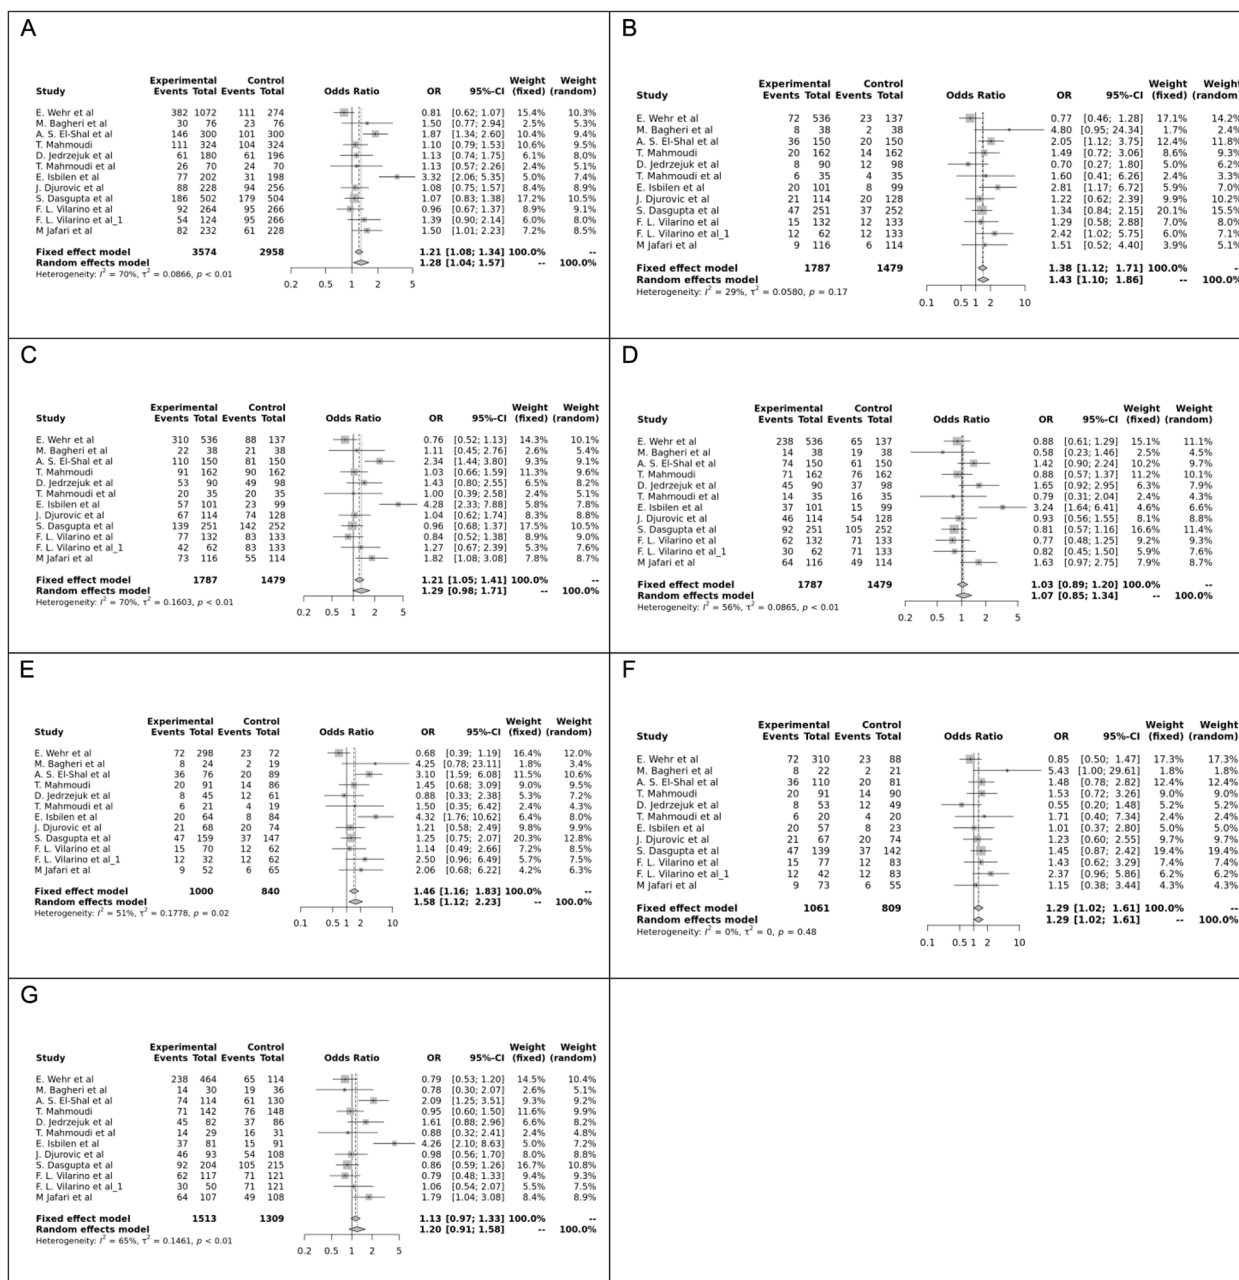 A
Experimental Control Weight Weight
Study Events Total Events Total Odds Ratio OR 95%-CI (fixed) (random)
E. Wehr et al 382 1072 111 274 0.81 [0.62; 1.07] 15.4% 10.3%
M. Bagheri et al 30 76 23 76 1.50 [0.77; 2.94] 2.5% 5.3%
A. S. El-Shal et al 146 300 101 300 1.87 [1.34; 2.60] 10.4% 9.5%
T. Mahmoudi 111 324 104 324 1.10 [0.79; 1.53] 10.6% 9.5%
D. Jedrzejuk et al 61 180 61 196 1.13 [0.74; 1.75] 6.1% 8.0%
T. Mahmoudi et al 26 70 24 70 1.13 [0.57; 2.26] 2.4% 5.1%
E. Isbilen et al 77 202 31 198 3.32 [2.06; 5.35] 5.0% 7.4%
J. Djurovic et al 88 228 94 256 1.08 [0.75; 1.57] 8.4% 8.9%
S. Dasgupta et al 186 502 179 504 1.07 [0.83; 1.38] 17.2% 10.5%
F. L. Vilarino et al 92 264 95 266 0.96 [0.67; 1.37] 8.9% 9.1%
F. L. Vilarino et al_1 54 124 95 266 1.39 [0.90; 2.14] 6.0% 8.0%
M Jafari et al 82 232 61 228 1.50 [1.01; 2.23] 7.2% 8.5%
Fixed effect model 3574 2958 1.21 [1.08; 1.34] 100.0% --
Random effects model 1.28 [1.04; 1.57] -- 100.0%
Heterogeneity: I² = 70%, τ² = 0.0866, p < 0.01
0.2 0.5 1 2 5
B
Experimental Control Weight Weight
Study Events Total Events Total Odds Ratio OR 95%-CI (fixed) (random)
E. Wehr et al 72 536 23 137 0.77 [0.46; 1.28] 17.1% 14.2%
M. Bagheri et al 8 38 2 38 4.80 [0.95; 24.34] 1.7% 2.4%
A. S. El-Shal et al 36 150 20 150 2.05 [1.12; 3.75] 12.4% 11.8%
T. Mahmoudi 20 162 14 162 1.49 [0.72; 3.06] 8.6% 9.3%
D. Jedrzejuk et al 8 90 12 98 0.70 [0.27; 1.80] 7.2% 6.2%
T. Mahmoudi et al 6 35 4 35 1.60 [0.41; 6.26] 2.4% 3.3%
E. Isbilen et al 20 101 8 99 2.81 [1.17; 6.72] 5.9% 7.0%
J. Djurovic et al 21 114 20 128 1.22 [0.62; 2.39] 9.9% 10.2%
S. Dasgupta et al 47 251 37 252 1.34 [0.84; 2.15] 20.1% 15.5%
F. L. Vilarino et al 15 132 12 133 1.29 [0.58; 2.88] 7.0% 8.0%
F. L. Vilarino et al_1 12 62 12 133 2.42 [1.02; 5.75] 6.0% 7.1%
M Jafari et al 9 116 6 114 1.51 [0.52; 4.40] 3.9% 5.1%
Fixed effect model 1787 1479 1.38 [1.12; 1.71] 100.0% --
Random effects model 1.43 [1.10; 1.86] -- 100.0%
Heterogeneity: I² = 29%, τ² = 0.0580, p = 0.17
0.1 0.5 1 2 10
C
Experimental Control Weight Weight
Study Events Total Events Total Odds Ratio OR 95%-CI (fixed) (random)
E. Wehr et al 310 536 88 137 0.76 [0.52; 1.13] 14.3% 10.1%
M. Bagheri et al 22 38 21 38 1.11 [0.45; 2.76] 2.6% 5.4%
A. S. El-Shal et al 110 150 81 150 2.34 [1.44; 3.80] 9.3% 9.1%
T. Mahmoudi 91 162 90 162 1.03 [0.66; 1.59] 11.3% 9.6%
D. Jedrzejuk et al 53 90 49 98 1.43 [0.80; 2.55] 6.6% 8.2%
T. Mahmoudi et al 20 35 20 35 1.00 [0.39; 2.58] 2.4% 5.1%
E. Isbilen et al 57 101 23 99 4.28 [2.33; 7.88] 5.8% 7.8%
J. Djurovic et al 67 114 74 128 1.04 [0.62; 1.74] 8.3% 8.8%
S. Dasgupta et al 139 251 142 252 0.96 [0.68; 1.37] 17.5% 10.5%
F. L. Vilarino et al 77 132 83 133 0.84 [0.52; 1.38] 8.9% 9.0%
F. L. Vilarino et al_1 42 62 83 133 1.27 [0.67; 2.39] 5.3% 7.6%
M Jafari et al 73 116 55 114 1.82 [1.08; 3.08] 7.8% 8.7%
Fixed effect model 1787 1479 1.21 [1.05; 1.41] 100.0% --
Random effects model 1.29 [0.98; 1.71] -- 100.0%
Heterogeneity: I² = 70%, τ² = 0.1603, p < 0.01
0.2 0.5 1 2 5
D
Experimental Control Weight Weight
Study Events Total Events Total Odds Ratio OR 95%-CI (fixed) (random)
E. Wehr et al 238 536 65 137 0.88 [0.61; 1.29] 15.1% 11.1%
M. Bagheri et al 14 38 19 38 0.58 [0.23; 1.46] 2.5% 4.5%
A. S. El-Shal et al 74 150 61 150 1.42 [0.90; 2.24] 10.2% 9.7%
T. Mahmoudi 71 162 76 162 0.88 [0.57; 1.37] 11.2% 10.1%
D. Jedrzejuk et al 45 90 37 98 1.65 [0.92; 2.95] 6.3% 7.9%
T. Mahmoudi et al 14 35 16 35 0.79 [0.31; 2.04] 2.4% 4.3%
E. Isbilen et al 37 101 15 99 3.24 [1.64; 6.41] 4.6% 6.6%
J. Djurovic et al 46 114 54 128 0.93 [0.56; 1.55] 8.1% 8.8%
S. Dasgupta et al 92 251 105 252 0.81 [0.57; 1.16] 16.6% 11.4%
F. L. Vilarino et al 62 132 71 133 0.77 [0.48; 1.25] 9.2% 9.3%
F. L. Vilarino et al_1 30 62 71 133 0.82 [0.45; 1.50] 5.9% 7.6%
M Jafari et al 64 116 49 114 1.63 [0.97; 2.75] 7.9% 8.7%
Fixed effect model 1787 1479 1.03 [0.89; 1.20] 100.0% --
Random effects model 1.07 [0.85; 1.34] -- 100.0%
Heterogeneity: I² = 56%, τ² = 0.0865, p < 0.01
0.2 0.5 1 2 5
E
Experimental Control Weight Weight
Study Events Total Events Total Odds Ratio OR 95%-CI (fixed) (random)
E. Wehr et al 72 298 23 72 0.68 [0.39; 1.19] 16.4% 12.0%
M. Bagheri et al 8 24 2 19 4.25 [0.78; 23.11] 1.8% 3.4%
A. S. El-Shal et al 36 76 20 89 3.10 [1.59; 6.08] 11.5% 10.6%
T. Mahmoudi 20 91 14 86 1.45 [0.68; 3.09] 9.0% 9.5%
D. Jedrzejuk et al 8 45 12 61 0.88 [0.33; 2.38] 5.3% 7.2%
T. Mahmoudi et al 6 21 4 19 1.50 [0.35; 6.42] 2.4% 4.3%
E. Isbilen et al 20 64 8 84 4.32 [1.76; 10.62] 6.4% 8.0%
J. Djurovic et al 21 68 20 74 1.21 [0.58; 2.49] 9.8% 9.9%
S. Dasgupta et al 47 159 37 147 1.25 [0.75; 2.07] 20.3% 12.8%
F. L. Vilarino et al 15 70 12 62 1.14 [0.49; 2.66] 7.2% 8.5%
F. L. Vilarino et al_1 12 32 12 62 2.50 [0.96; 6.49] 5.7% 7.5%
M Jafari et al 9 52 6 65 2.06 [0.68; 6.22] 4.2% 6.3%
Fixed effect model 1000 840 1.46 [1.16; 1.83] 100.0% --
Random effects model 1.58 [1.12; 2.23] -- 100.0%
Heterogeneity: I² = 51%, τ² = 0.1778, p = 0.02
0.1 0.5 1 2 10
F
Experimental Control Weight Weight
Study Events Total Events Total Odds Ratio OR 95%-CI (fixed) (random)
E. Wehr et al 72 310 23 88 0.85 [0.50; 1.47] 17.3% 17.3%
M. Bagheri et al 8 22 2 21 5.43 [1.00; 29.61] 1.8% 1.8%
A. S. El-Shal et al 36 110 20 81 1.48 [0.78; 2.82] 12.4% 12.4%
T. Mahmoudi 20 91 14 90 1.53 [0.72; 3.26] 9.0% 9.0%
D. Jedrzejuk et al 8 53 12 49 0.55 [0.20; 1.48] 5.2% 5.2%
T. Mahmoudi et al 6 20 4 20 1.71 [0.40; 7.34] 2.4% 2.4%
E. Isbilen et al 20 57 8 23 1.01 [0.37; 2.80] 5.0% 5.0%
J. Djurovic et al 21 67 20 74 1.23 [0.60; 2.55] 9.7% 9.7%
S. Dasgupta et al 47 139 37 142 1.45 [0.87; 2.42] 19.4% 19.4%
F. L. Vilarino et al 15 77 12 83 1.43 [0.62; 3.29] 7.4% 7.4%
F. L. Vilarino et al_1 12 42 12 83 2.37 [0.96; 5.86] 6.2% 6.2%
M Jafari et al 9 73 6 55 1.15 [0.38; 3.44] 4.3% 4.3%
Fixed effect model 1061 809 1.29 [1.02; 1.61] 100.0% --
Random effects model 1.29 [1.02; 1.61] -- 100.0%
Heterogeneity: I² = 0%, τ² = 0, p = 0.48
0.1 0.5 1 2 10
G
Experimental Control Weight Weight
Study Events Total Events Total Odds Ratio OR 95%-CI (fixed) (random)
E. Wehr et al 238 464 65 114 0.79 [0.53; 1.20] 14.5% 10.4%
M. Bagheri et al 14 30 19 36 0.78 [0.30; 2.07] 2.6% 5.1%
A. S. El-Shal et al 74 114 61 130 2.09 [1.25; 3.51] 9.3% 9.2%
T. Mahmoudi 71 142 76 148 0.95 [0.60; 1.50] 11.6% 9.9%
D. Jedrzejuk et al 45 82 37 86 1.61 [0.88; 2.96] 6.6% 8.2%
T. Mahmoudi et al 14 29 16 31 0.88 [0.32; 2.41] 2.4% 4.8%
E. Isbilen et al 37 81 15 91 4.26 [2.10; 8.63] 5.0% 7.2%
J. Djurovic et al 46 93 54 108 0.98 [0.56; 1.70] 8.0% 8.8%
S. Dasgupta et al 92 204 105 215 0.86 [0.59; 1.26] 16.7% 10.8%
F. L. Vilarino et al 62 117 71 121 0.79 [0.48; 1.33] 9.4% 9.3%
F. L. Vilarino et al_1 30 50 71 121 1.06 [0.54; 2.07] 5.5% 7.5%
M Jafari et al 64 107 49 108 1.79 [1.04; 3.08] 8.4% 8.9%
Fixed effect model 1513 1309 1.13 [0.97; 1.33] 100.0% --
Random effects model 1.20 [0.91; 1.58] -- 100.0%
Heterogeneity: I² = 65%, τ² = 0.1461, p < 0.01
0.2 0.5 1 2 5